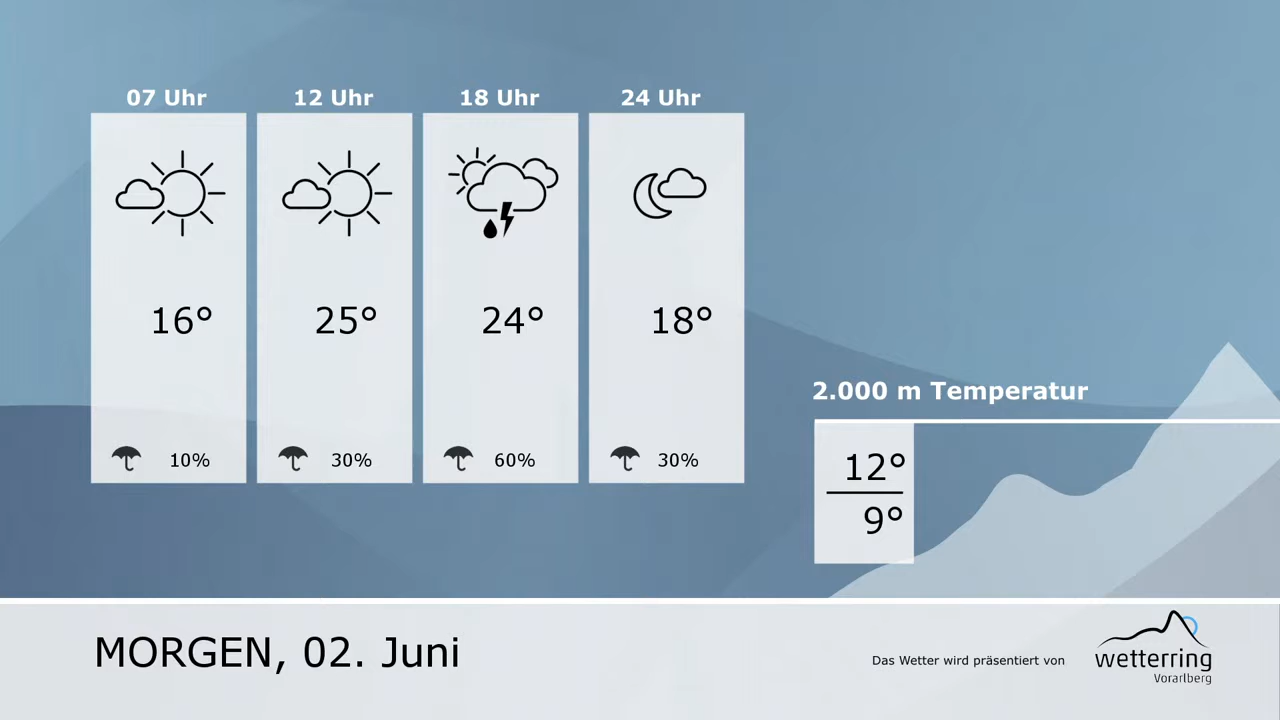 07 Uhr 12 Uhr 18 Uhr 24 Uhr
16° 25° 24° 18°
10% 30% 60% 30%
2.000 m Temperatur
12°
9°
MORGEN, 02. Juni
Das Wetter wird präsentiert von
wetterring
Vorarlberg